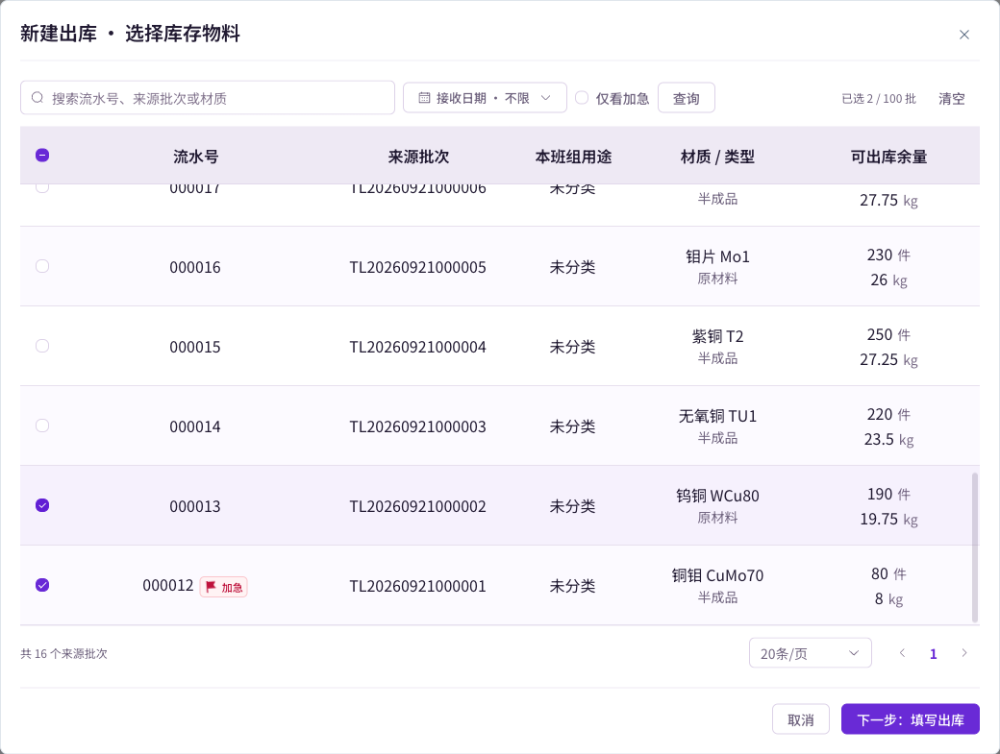 新建出库 · 选择库存物料
搜索流水号、来源批次或材质
接收日期 · 不限
仅看加急
查询
已选 2 / 100 批
清空
流水号 来源批次 本班组用途 材质 / 类型 可出库余量
000017 TL20260921000006 未分类 半成品 27.75 kg
000016 TL20260921000005 未分类 钼片 Mo1 230 件
原材料 26 kg
000015 TL20260921000004 未分类 紫铜 T2 250 件
半成品 27.25 kg
000014 TL20260921000003 未分类 无氧铜 TU1 220 件
半成品 23.5 kg
000013 TL20260921000002 未分类 钨铜 WCu80 190 件
原材料 19.75 kg
000012 加急 TL20260921000001 未分类 铜钼 CuMo70 80 件
半成品 8 kg
共 16 个来源批次
20条/页
1
取消
下一步：填写出库